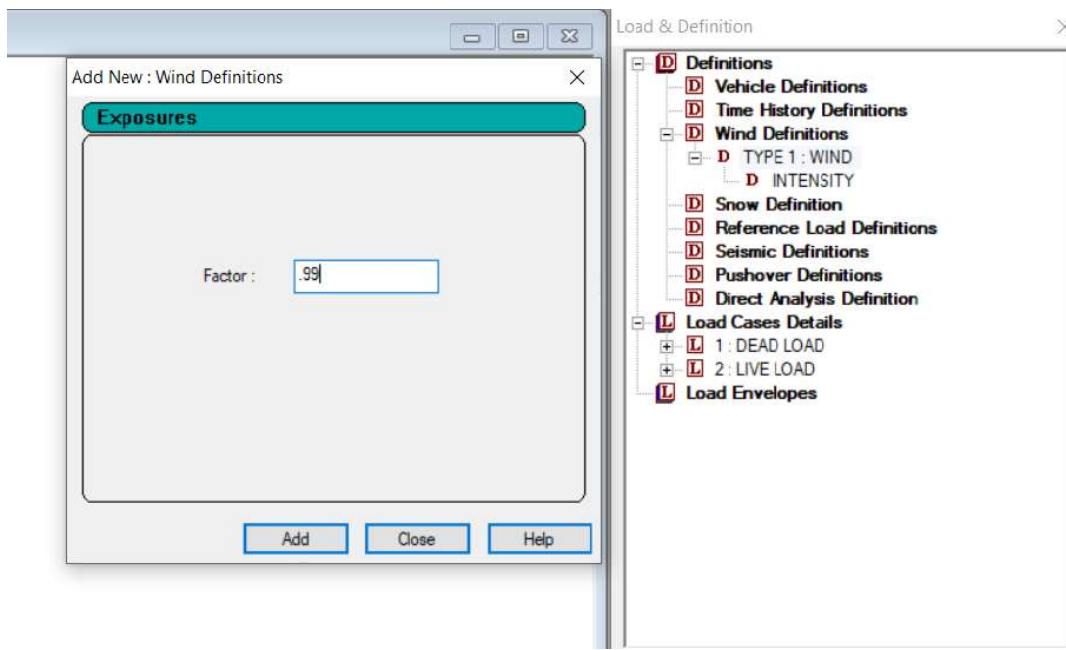 Add New : Wind Definitions
Exposures
Factor :
.99
Add
Close
Help
Load & Definition
Definitions
Vehicle Definitions
Time History Definitions
Wind Definitions
TYPE 1 : WIND
INTENSITY
Snow Definition
Reference Load Definitions
Seismic Definitions
Pushover Definitions
Direct Analysis Definition
Load Cases Details
1 : DEAD LOAD
2 : LIVE LOAD
Load Envelopes